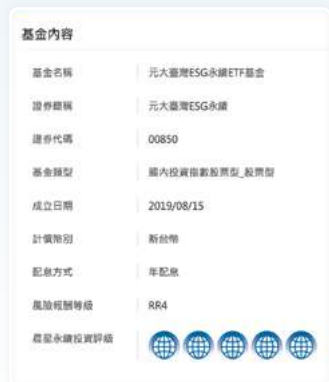 基金內容
基金名稱 元大臺灣ESG永續ETF基金
證券簡稱 元大臺灣ESG永續
證券代碼 00850
基金類型 國內投資指數股票型_股票型
成立日期 2019/08/15
計價幣別 新台幣
配息方式 年配息
風險報酬等級 RR4
晨星永續投資評級